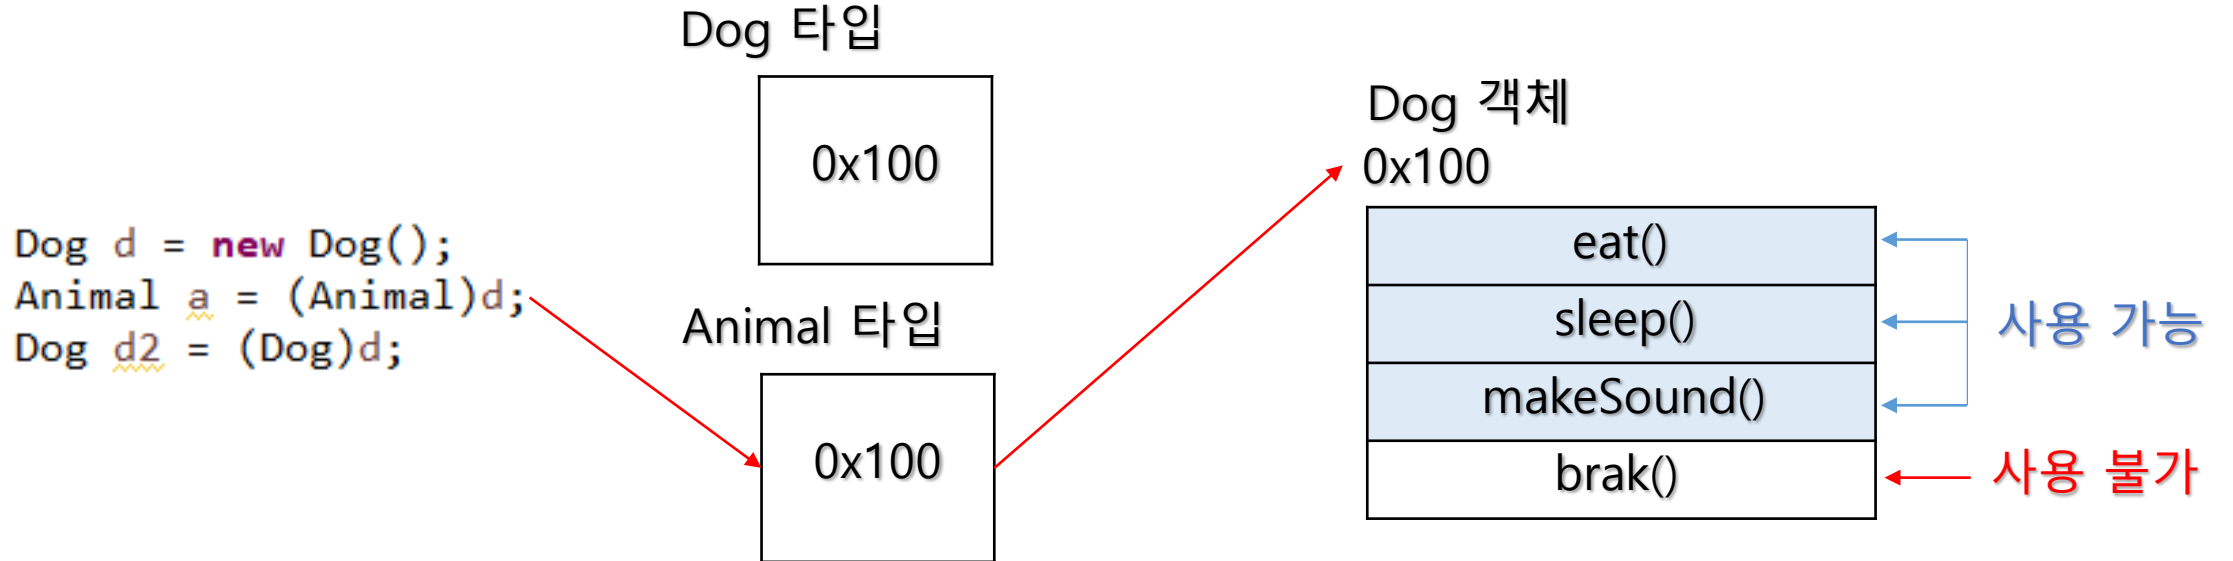 Dog d = new Dog();
Animal a = (Animal)d;
Dog d2 = (Dog)d;
Dog 타입
0x100
Animal 타입
0x100
Dog 객체
0x100
eat()
sleep()
makeSound()
brak()
사용 가능
사용 불가